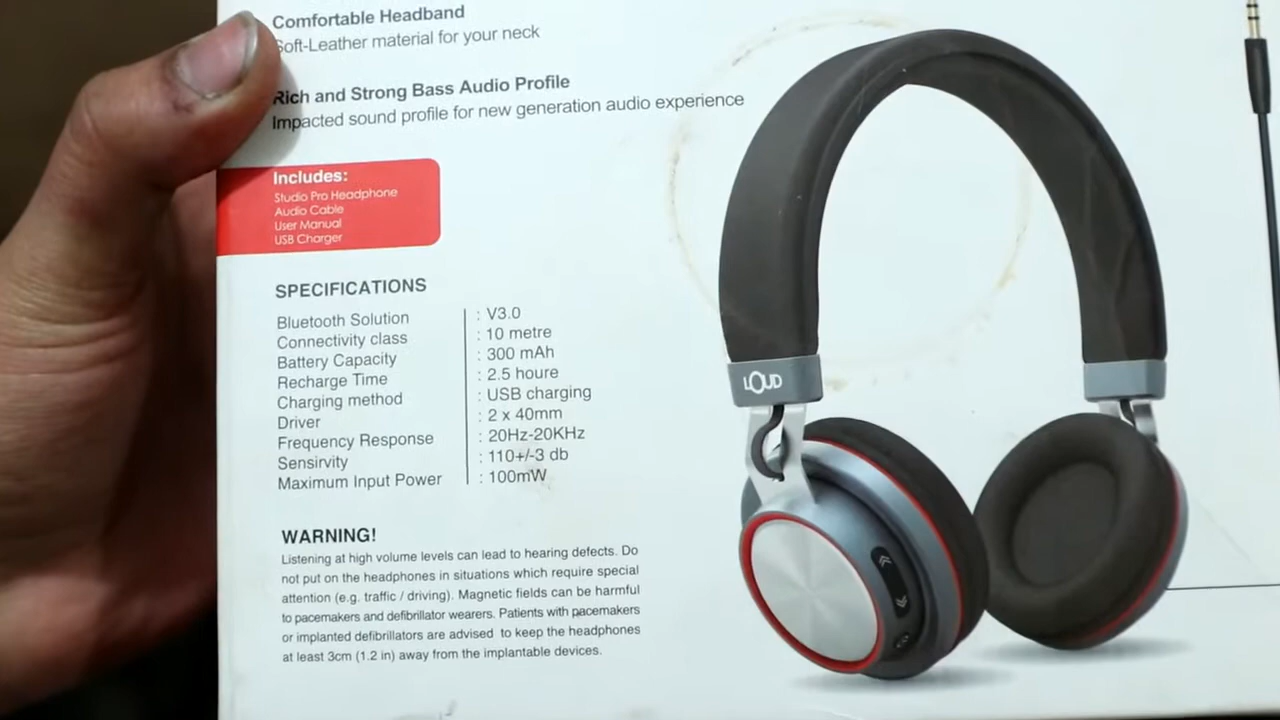 Comfortable Headband
Soft-Leather material for your neck
Rich and Strong Bass Audio Profile
Impacted sound profile for new generation audio experience
Includes:
Studio Pro Headphone
Audio Cable
User Manual
USB Charger
SPECIFICATIONS
Bluetooth Solution : V3.0
Connectivity class : 10 metre
Battery Capacity : 300 mAh
Recharge Time : 2.5 houre
Charging method : USB charging
Driver : 2 x 40mm
Frequency Response : 20Hz-20KHz
Sensirvity : 110+/-3 db
Maximum Input Power : 100mW
WARNING!
Listening at high volume levels can lead to hearing defects. Do
not put on the headphones in situations which require special
attention (e.g. traffic / driving). Magnetic fields can be harmful
to pacemakers and defibrillator wearers. Patients with pacemakers
or implanted defibrillators are advised to keep the headphones
at least 3cm (1.2 in) away from the implantable devices.
LOUD